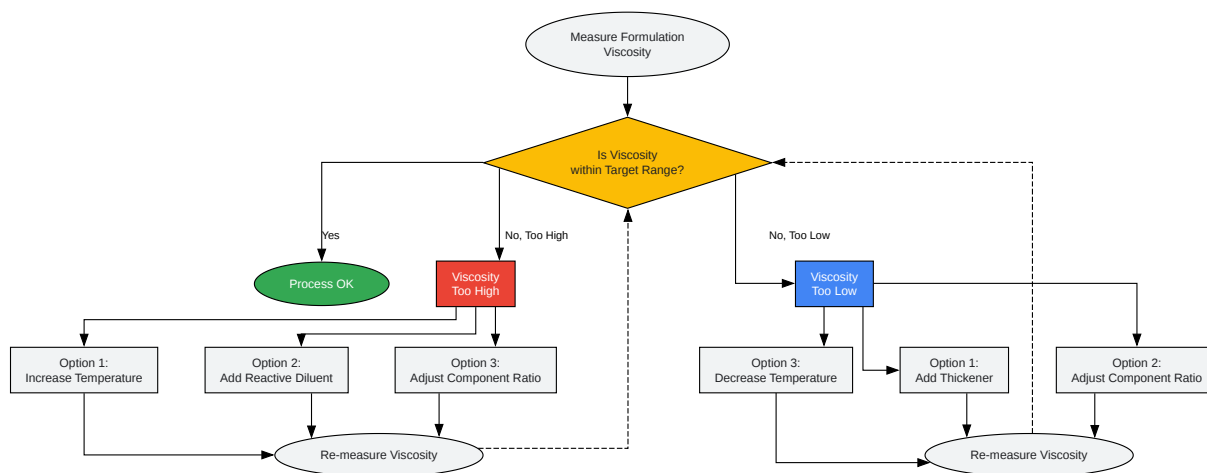 Measure Formulation
Viscosity
Is Viscosity
within Target Range?
Yes
No, Too High
No, Too Low
Process OK
Viscosity
Too High
Viscosity
Too Low
Option 1:
Increase Temperature
Option 2:
Add Reactive Diluent
Option 3:
Adjust Component Ratio
Option 3:
Decrease Temperature
Option 1:
Add Thickener
Option 2:
Adjust Component Ratio
Re-measure Viscosity
Re-measure Viscosity